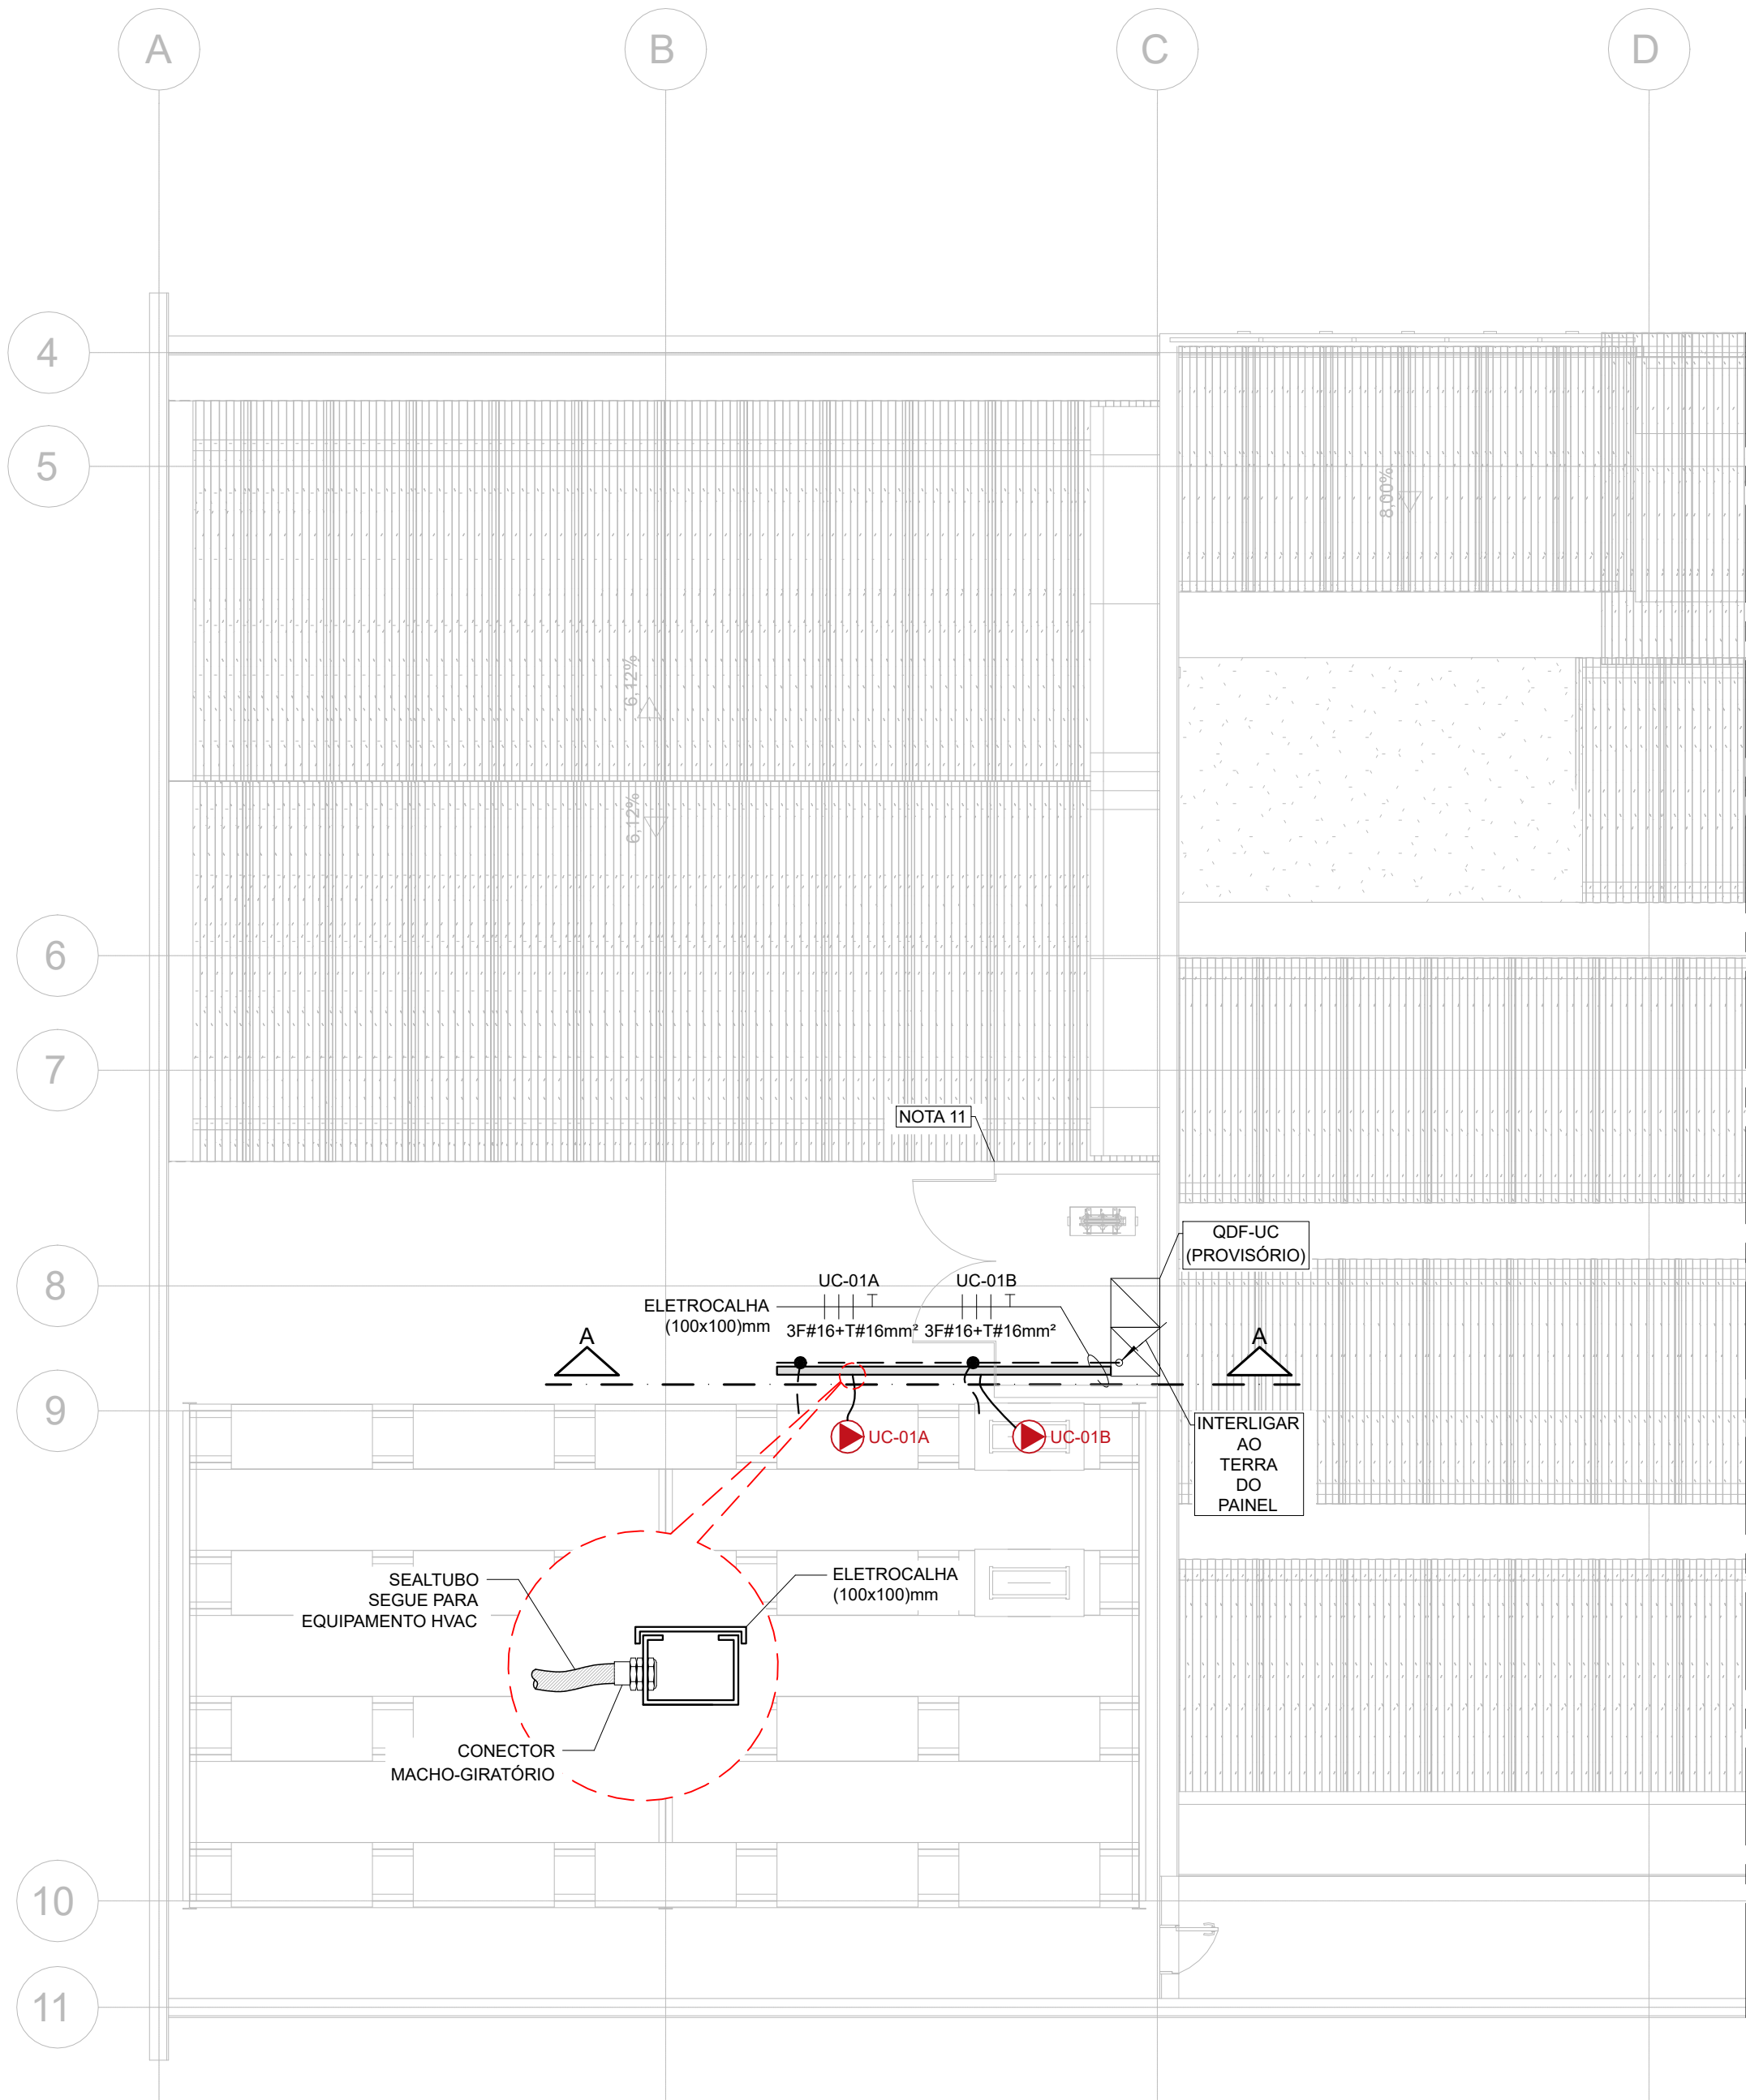 A
B
C
D
4
5
8,00%
6,12%
6,12%
6
7
NOTA 11
QDF-UC
(PROVISÓRIO)
8
UC-01A
UC-01B
ELETROCALHA
(100x100)mm
3F#16+T#16mm²
3F#16+T#16mm²
A
A
9
UC-01A
UC-01B
INTERLIGAR
AO
TERRA
DO
PAINEL
SEALTUBO
SEGUE PARA
EQUIPAMENTO HVAC
ELETROCALHA
(100x100)mm
CONECTOR
MACHO-GIRATÓRIO
10
11